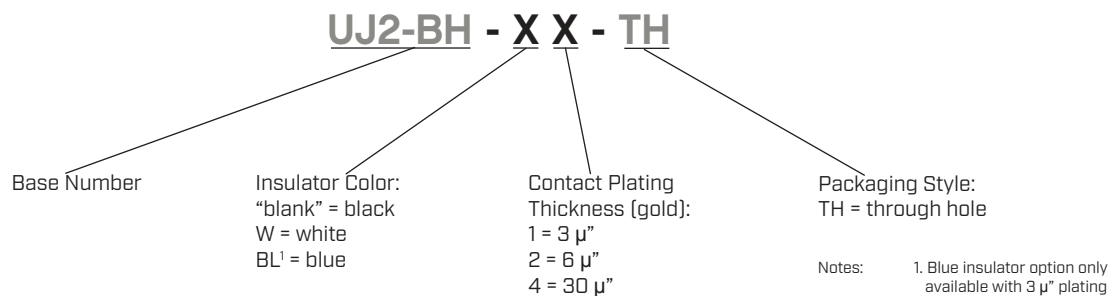 UJ2-BH - X X - TH
Base Number
Insulator Color:
“blank” = black
W = white
BL¹ = blue
Contact Plating
Thickness (gold):
1 = 3 µ”
2 = 6 µ”
4 = 30 µ”
Packaging Style:
TH = through hole
Notes: 1. Blue insulator option only
available with 3 µ” plating